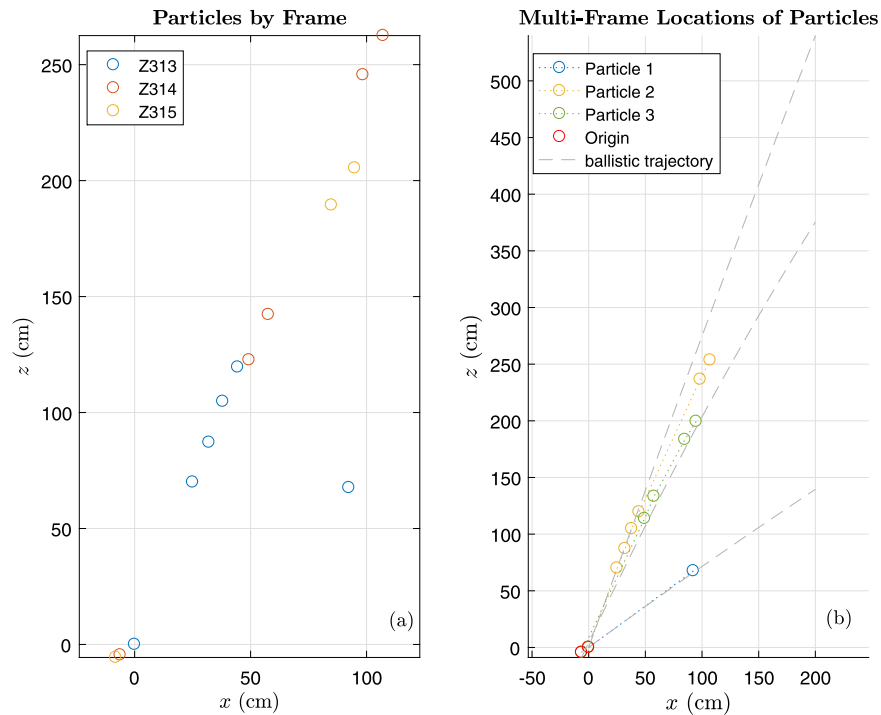 Particles by Frame
250
200
150
100
50
0
0
50
100
z (cm)
x (cm)
Z313
Z314
Z315
(a)
Multi-Frame Locations of Particles
500
450
400
350
300
250
200
150
100
50
0
-50
0
50
100
150
200
z (cm)
x (cm)
Particle 1
Particle 2
Particle 3
Origin
ballistic trajectory
(b)